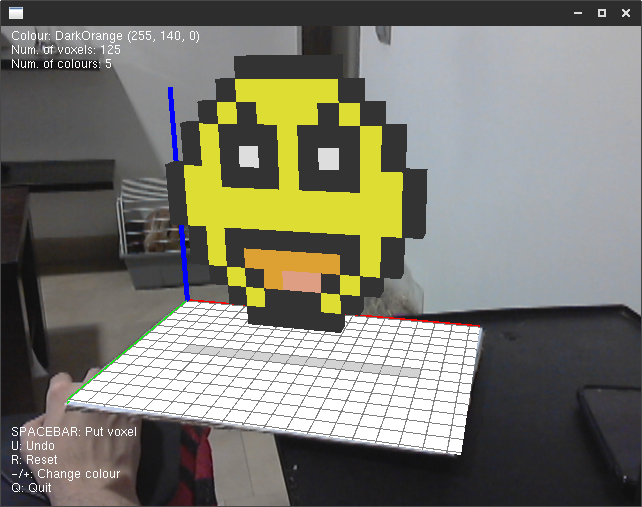 Colour: DarkOrange (255, 140, 0)
Num. of voxels: 125
Num. of colours: 5
SPACEBAR: Put voxel
U: Undo
R: Reset
-/+: Change colour
Q: Quit